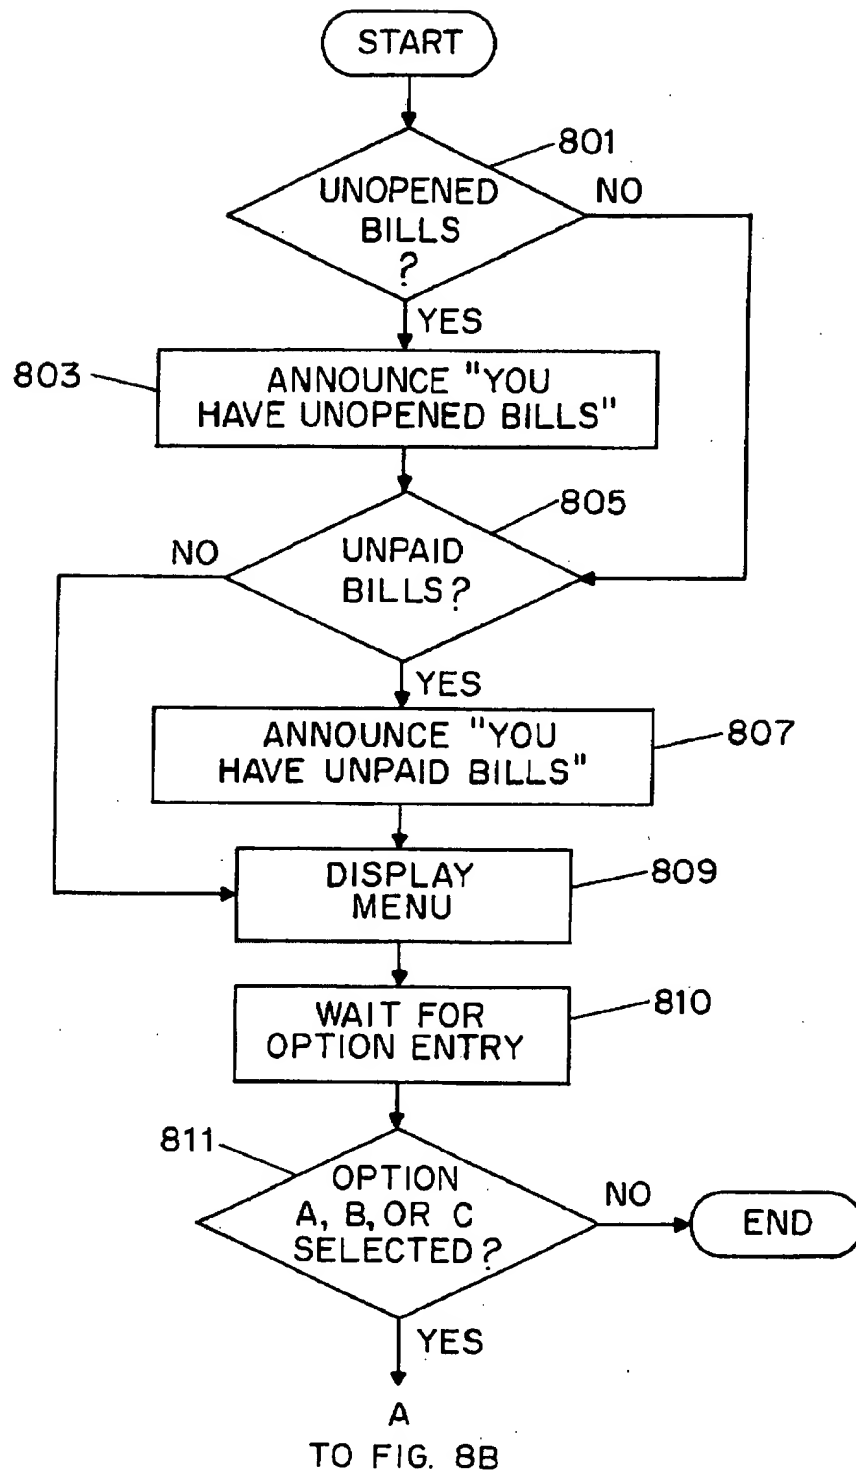 START
801
UNOPENED
BILLS
?
NO
YES
803
ANNOUNCE "YOU
HAVE UNOPENED BILLS"
805
NO
UNPAID
BILLS?
YES
807
ANNOUNCE "YOU
HAVE UNPAID BILLS"
DISPLAY
MENU
809
WAIT FOR
OPTION ENTRY
810
811
OPTION
A, B, OR C
SELECTED?
NO
END
YES
A
TO FIG. 8B